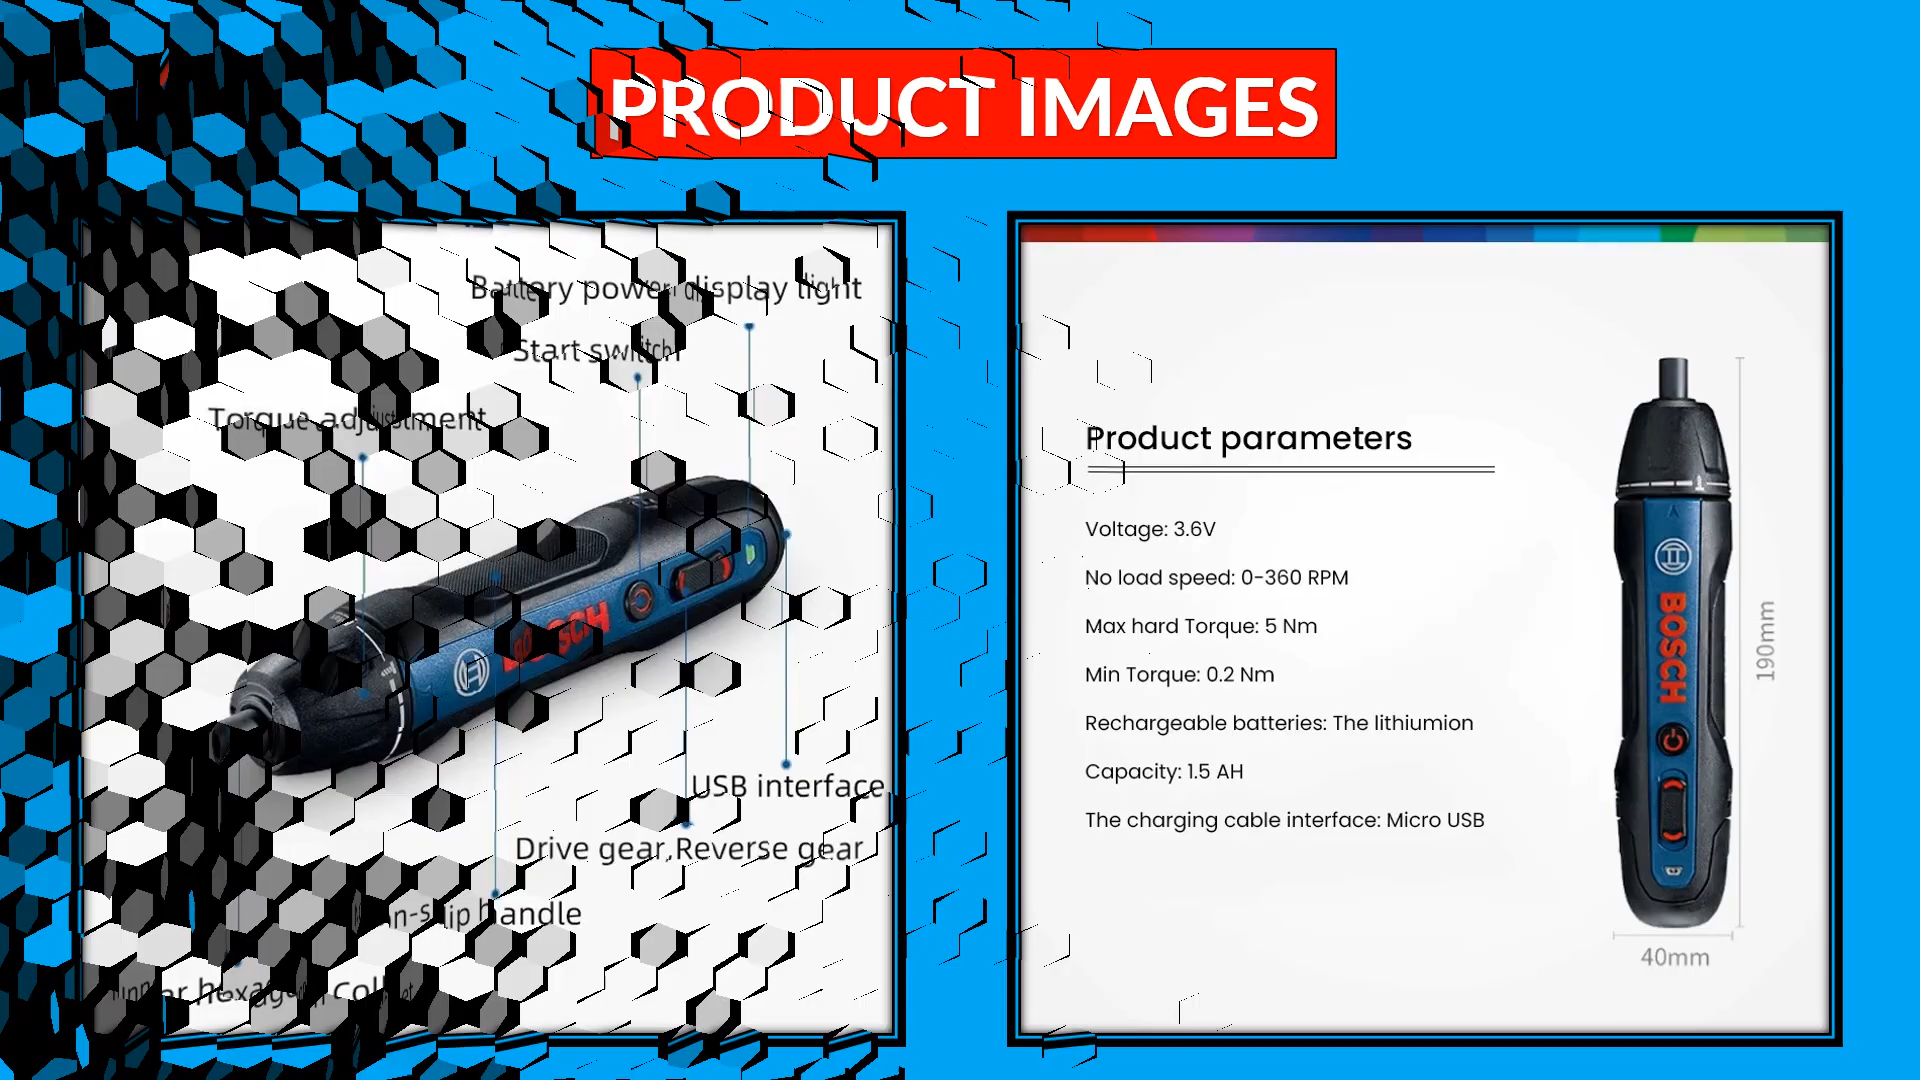 PRODUCT IMAGES
Battery power display light
Start switch
Torque adjustment
BOSCH
USB interface
Drive gear,Reverse gear
handle
Product parameters
Voltage: 3.6V
No load speed: 0-360 RPM
Max hard Torque: 5 Nm
Min Torque: 0.2 Nm
Rechargeable batteries: The lithiumion
Capacity: 1.5 AH
The charging cable interface: Micro USB
BOSCH
190mm
40mm